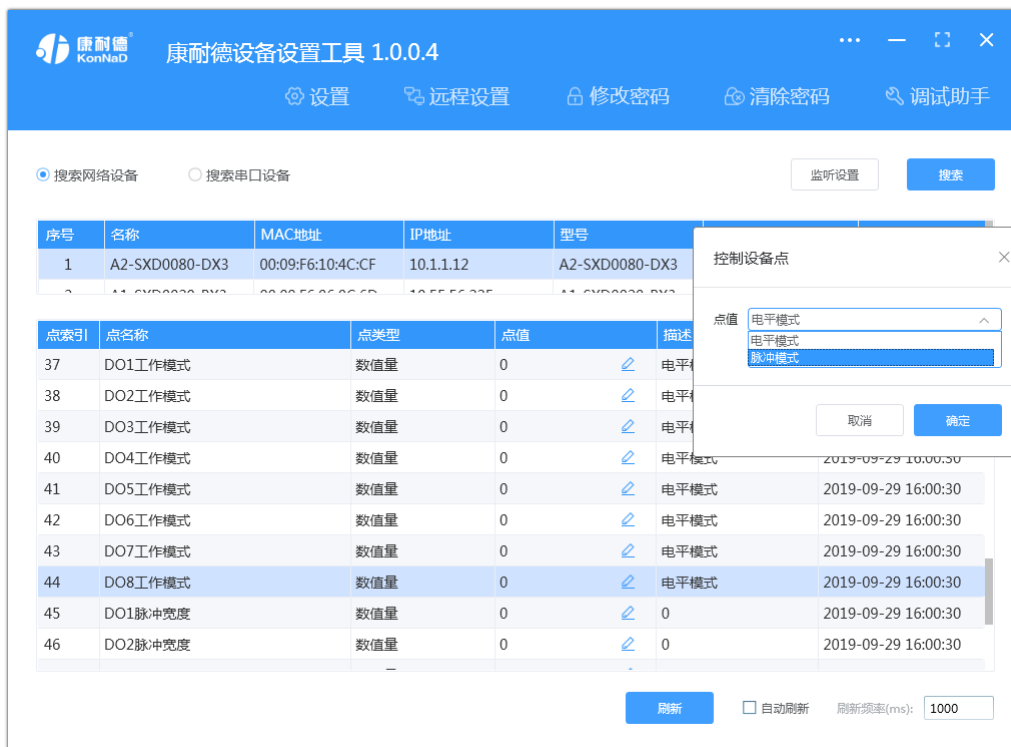 康耐德®
KonNaD
康耐德设备设置工具 1.0.0.4
设置 远程设置 修改密码 清除密码 调试助手
搜索网络设备 搜索串口设备 监听设置 搜索
序号 名称 MAC地址 IP地址 型号
1 A2-SXD0080-DX3 00:09:F6:10:4C:CF 10.1.1.12 A2-SXD0080-DX3
控制设备点
点值 电平模式
电平模式
脉冲模式
取消 确定
点索引 点名称 点类型 点值 描述
37 DO1工作模式 数值量 0 电平
38 DO2工作模式 数值量 0 电平
39 DO3工作模式 数值量 0 电平
40 DO4工作模式 数值量 0 电平模式 2019-09-29 16:00:30
41 DO5工作模式 数值量 0 电平模式 2019-09-29 16:00:30
42 DO6工作模式 数值量 0 电平模式 2019-09-29 16:00:30
43 DO7工作模式 数值量 0 电平模式 2019-09-29 16:00:30
44 DO8工作模式 数值量 0 电平模式 2019-09-29 16:00:30
45 DO1脉冲宽度 数值量 0 0 2019-09-29 16:00:30
46 DO2脉冲宽度 数值量 0 0 2019-09-29 16:00:30
刷新 自动刷新 刷新频率(ms): 1000